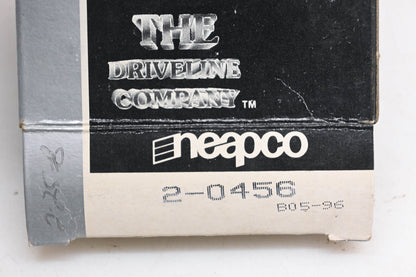 THE
DRIVELINE
COMPANY™
neapco
2-0456
B05-96